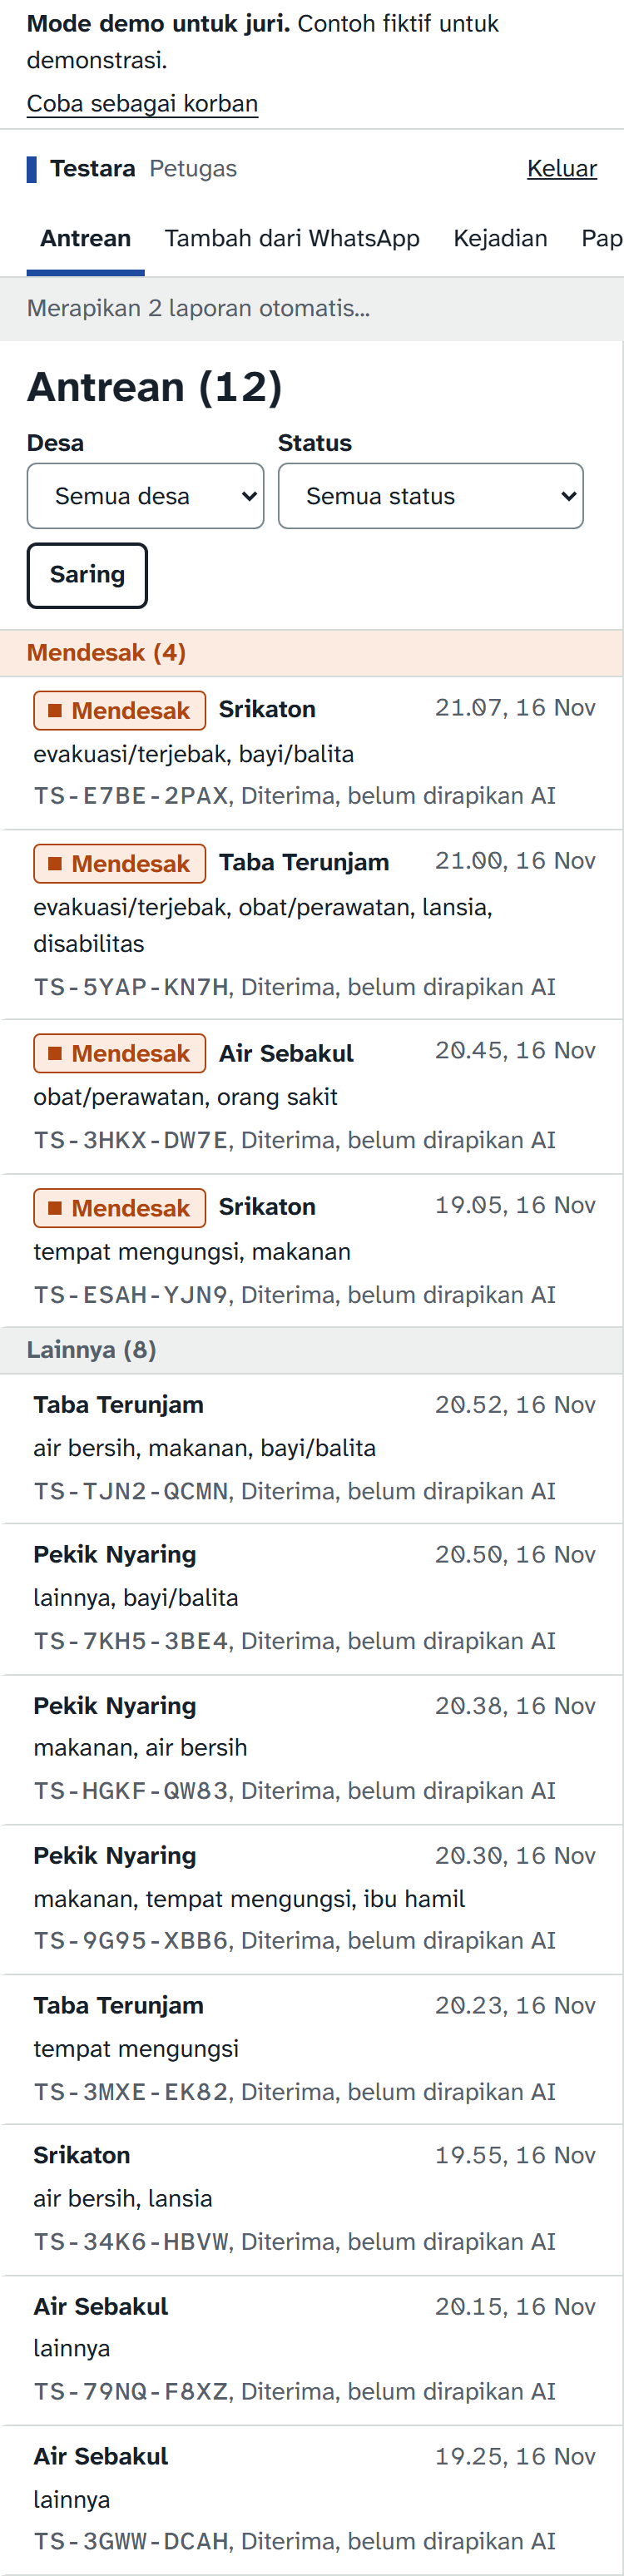 Mode demo untuk juri. Contoh fiktif untuk
demonstrasi.
Coba sebagai korban
Testara Petugas Keluar
Antrean Tambah dari WhatsApp Kejadian Pap
Merapikan 2 laporan otomatis...
Antrean (12)
Desa Status
Semua desa Semua status
Saring
Mendesak (4)
Mendesak Srikaton 21.07, 16 Nov
evakuasi/terjebak, bayi/balita
TS-E7BE-2PAX, Diterima, belum dirapikan AI
Mendesak Taba Terunjam 21.00, 16 Nov
evakuasi/terjebak, obat/perawatan, lansia,
disabilitas
TS-5YAP-KN7H, Diterima, belum dirapikan AI
Mendesak Air Sebakul 20.45, 16 Nov
obat/perawatan, orang sakit
TS-3HKX-DW7E, Diterima, belum dirapikan AI
Mendesak Srikaton 19.05, 16 Nov
tempat mengungsi, makanan
TS-ESAH-YJN9, Diterima, belum dirapikan AI
Lainnya (8)
Taba Terunjam 20.52, 16 Nov
air bersih, makanan, bayi/balita
TS-TJN2-QCMN, Diterima, belum dirapikan AI
Pekik Nyaring 20.50, 16 Nov
lainnya, bayi/balita
TS-7KH5-3BE4, Diterima, belum dirapikan AI
Pekik Nyaring 20.38, 16 Nov
makanan, air bersih
TS-HGKF-QW83, Diterima, belum dirapikan AI
Pekik Nyaring 20.30, 16 Nov
makanan, tempat mengungsi, ibu hamil
TS-9G95-XBB6, Diterima, belum dirapikan AI
Taba Terunjam 20.23, 16 Nov
tempat mengungsi
TS-3MXE-EK82, Diterima, belum dirapikan AI
Srikaton 19.55, 16 Nov
air bersih, lansia
TS-34K6-HBVW, Diterima, belum dirapikan AI
Air Sebakul 20.15, 16 Nov
lainnya
TS-79NQ-F8XZ, Diterima, belum dirapikan AI
Air Sebakul 19.25, 16 Nov
lainnya
TS-3GWW-DCAH, Diterima, belum dirapikan AI